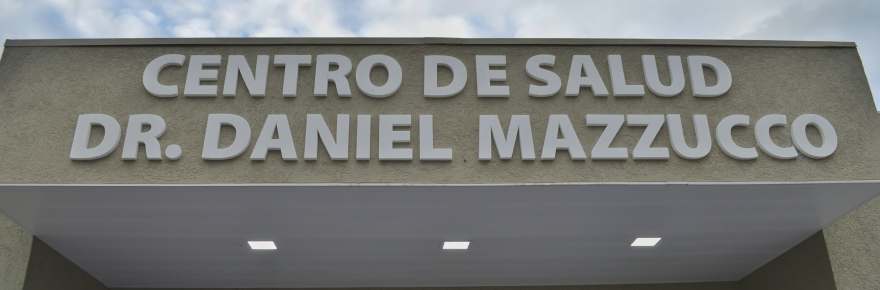 CENTRO DE SALUD
DR. DANIEL MAZZUCCO